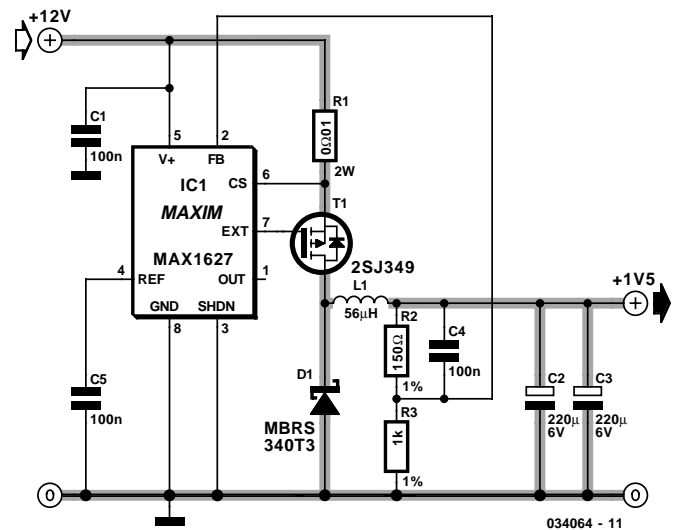 +12V
R1
0Ω01
2W
C1
100n
5
2
V+
FB
IC1
CS
6
MAXIM
T1
EXT
7
MAX1627
2SJ349
4
REF
OUT
1
L1
56µH
+1V5
GND
SHDN
8
3
R2
150Ω
1%
C4
100n
C5
100n
D1
MBRS
340T3
R3
1k
1%
C2
220µ
6V
C3
220µ
6V
0
0
034064 - 11